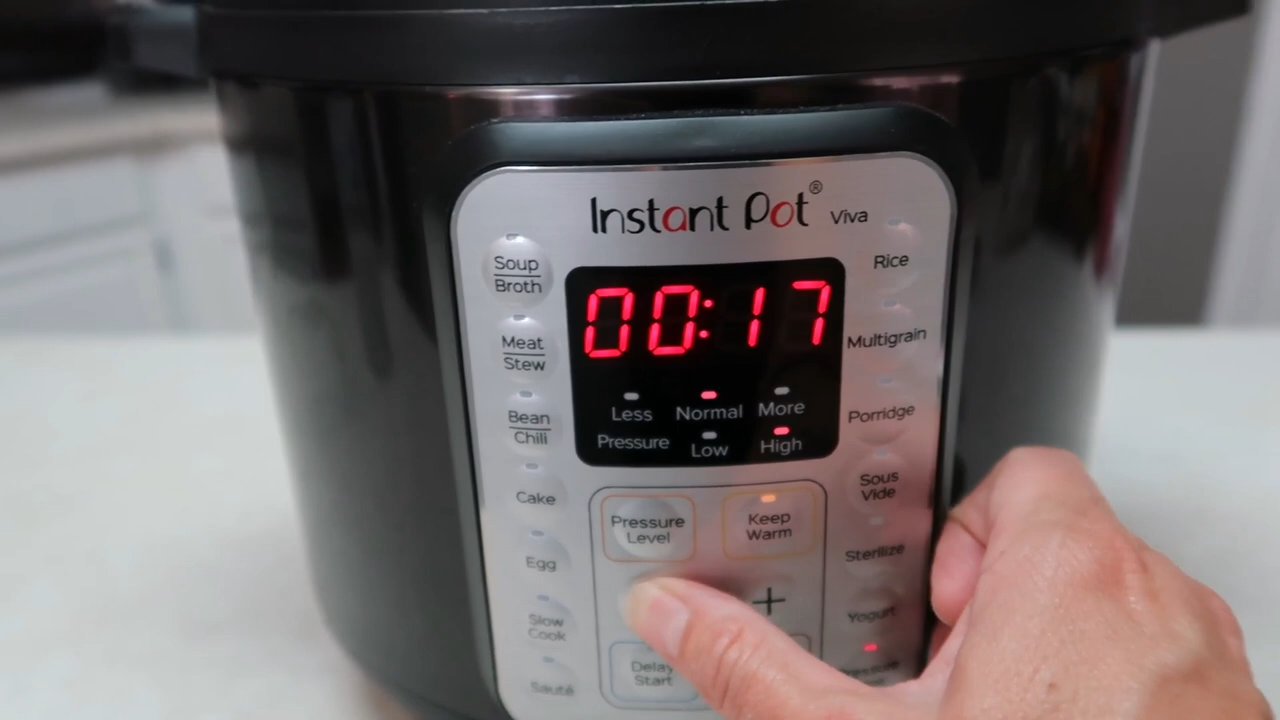 Instant Pot® Viva
Soup
Broth
Meat
Stew
Bean
Chili
Cake
Egg
Slow
Cook
Sauté
00:17
Less Normal More
Pressure Low High
Pressure
Level
Keep
Warm
+
Delay
Start
Rice
Multigrain
Porridge
Sous
Vide
Sterilize
Yogurt